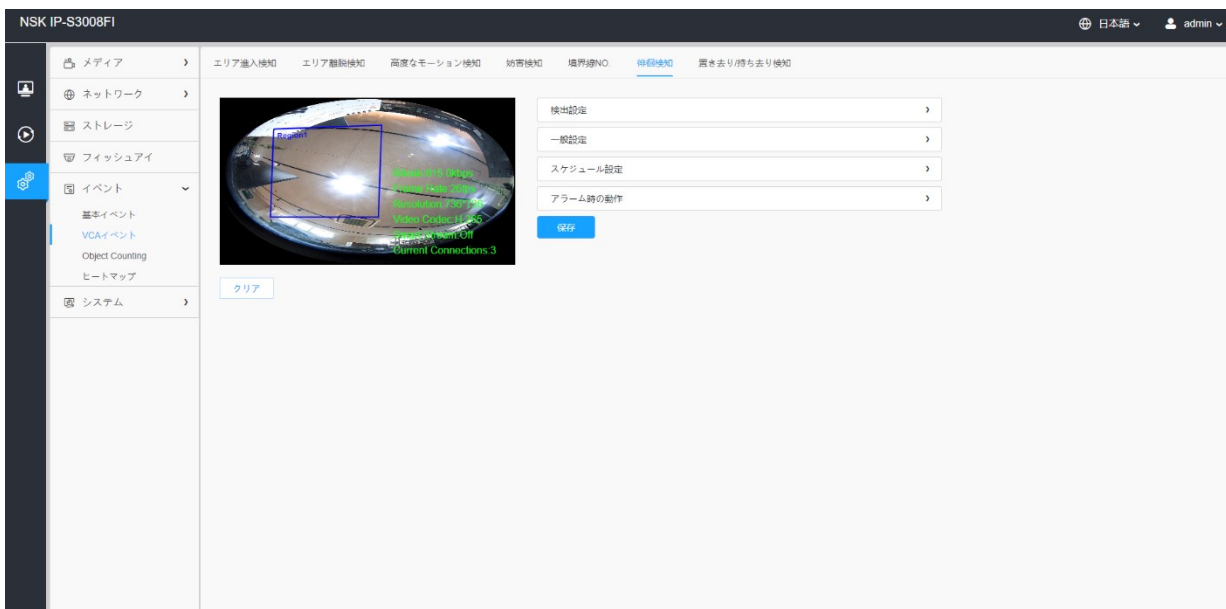 NSK IP-S3008FI
日本語
admin
メディア
ネットワーク
ストレージ
フィッシュアイ
イベント
基本イベント
VCAイベント
Object Counting
ヒートマップ
システム
エリア進入検知 エリア離脱検知 高度なモーション検知 妨害検知 境界線NO. 徘徊検知 置き去り/持ち去り検知
Region1
Frame Rate
Resolution:
Video Codec:H.265
Off
Current Connections:3
クリア
検出設定
一般設定
スケジュール設定
アラーム時の動作
保存